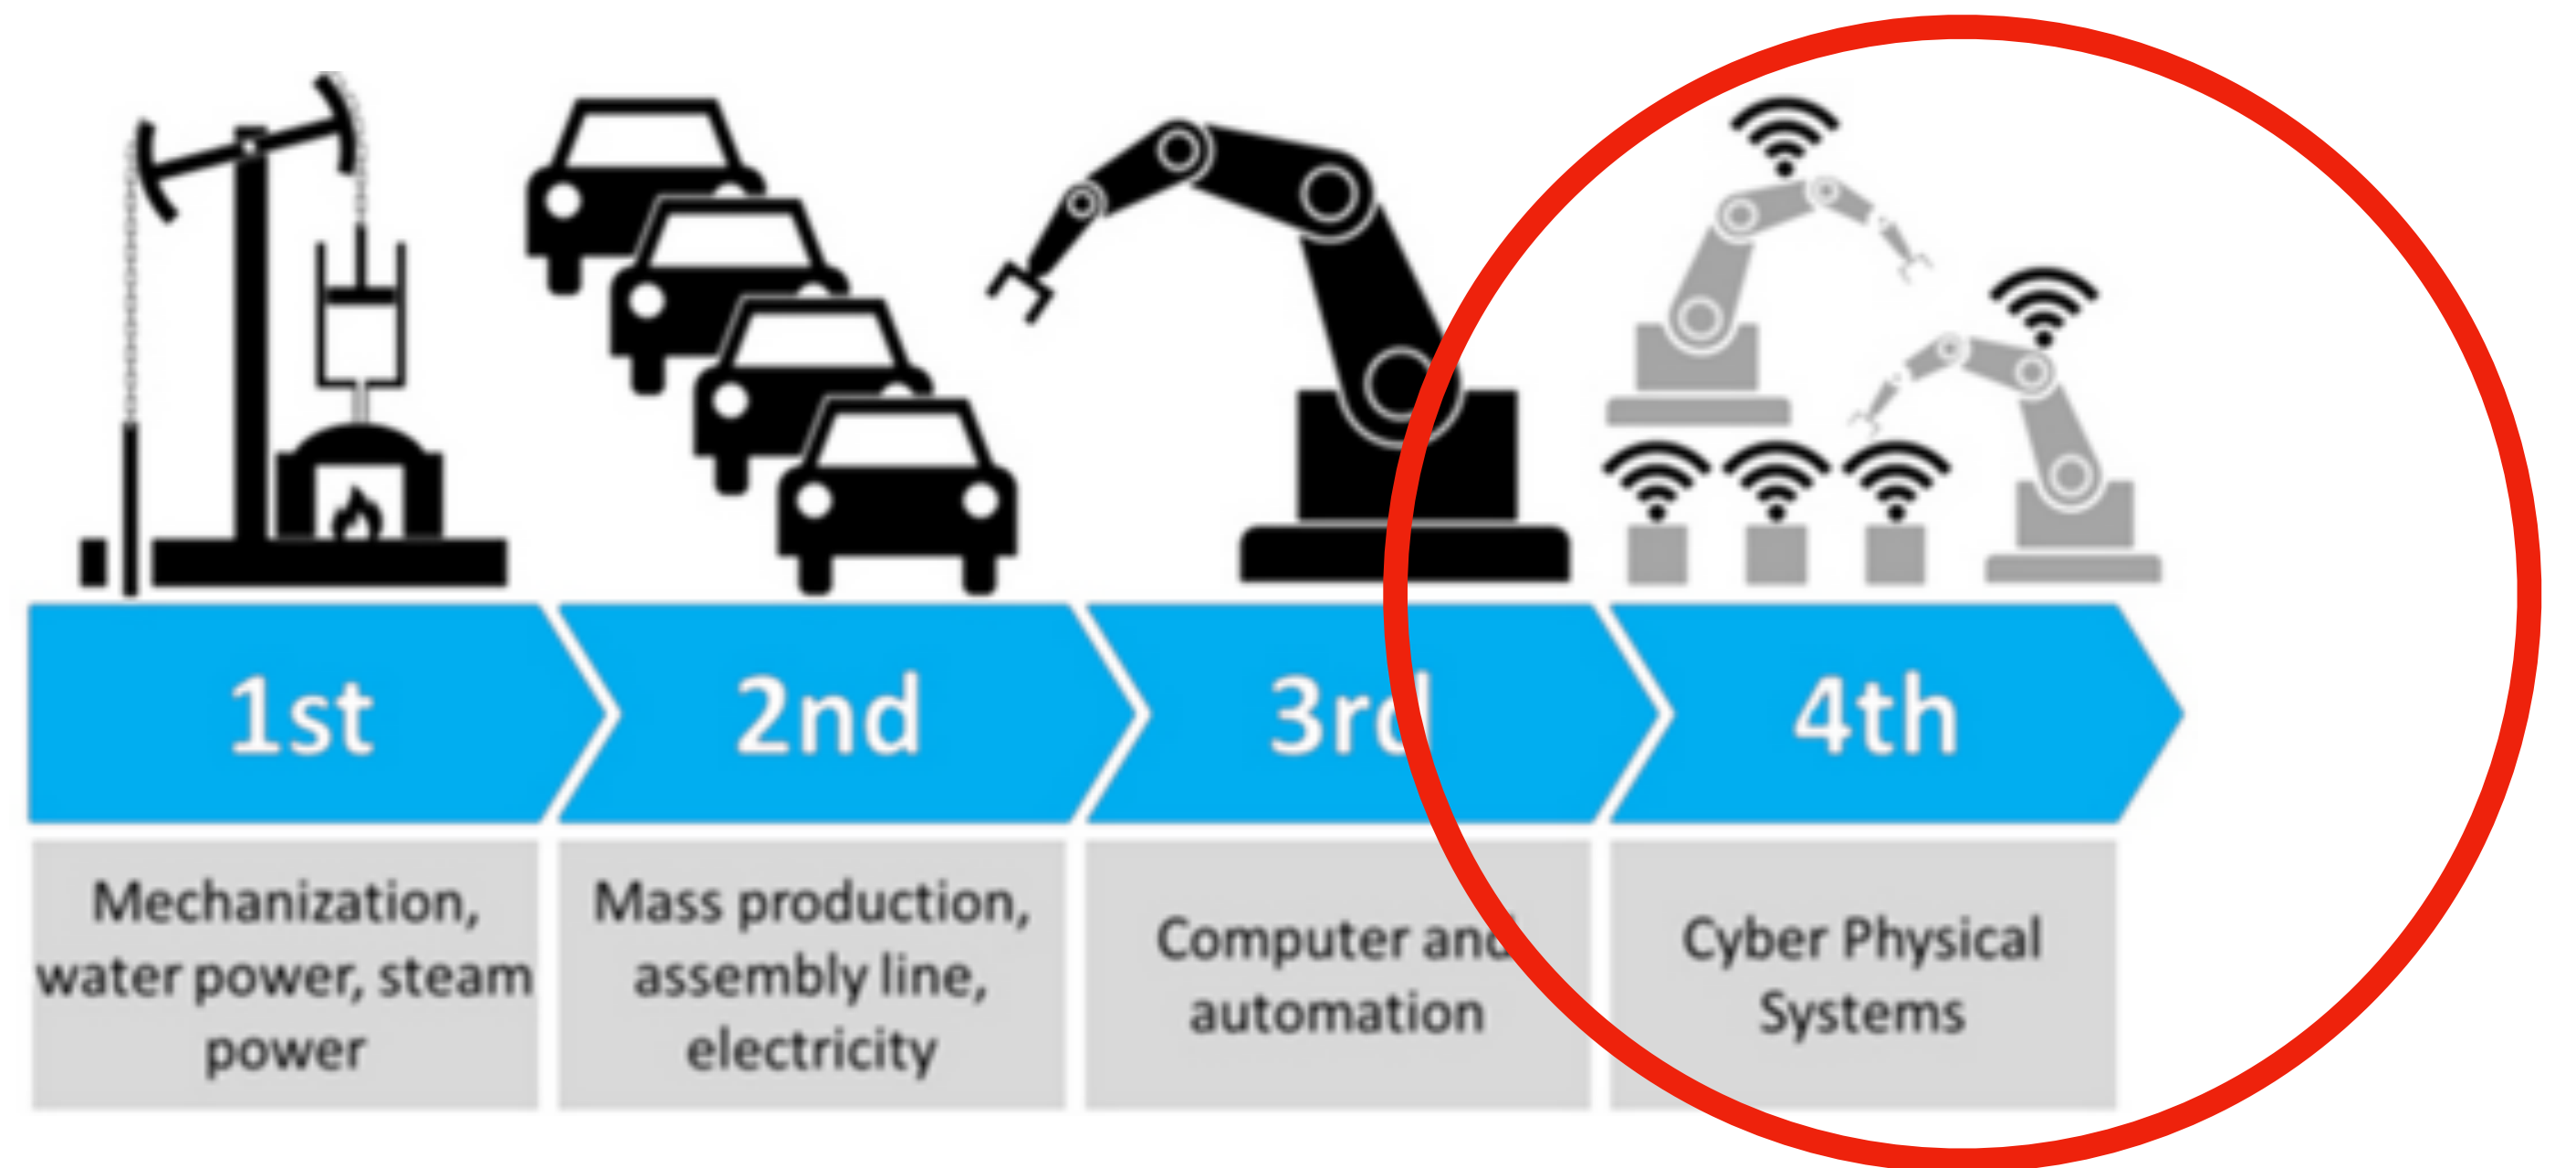 1st
2nd
3rd
4th
Mechanization,
water power, steam
power
Mass production,
assembly line,
electricity
Computer and
automation
Cyber Physical
Systems